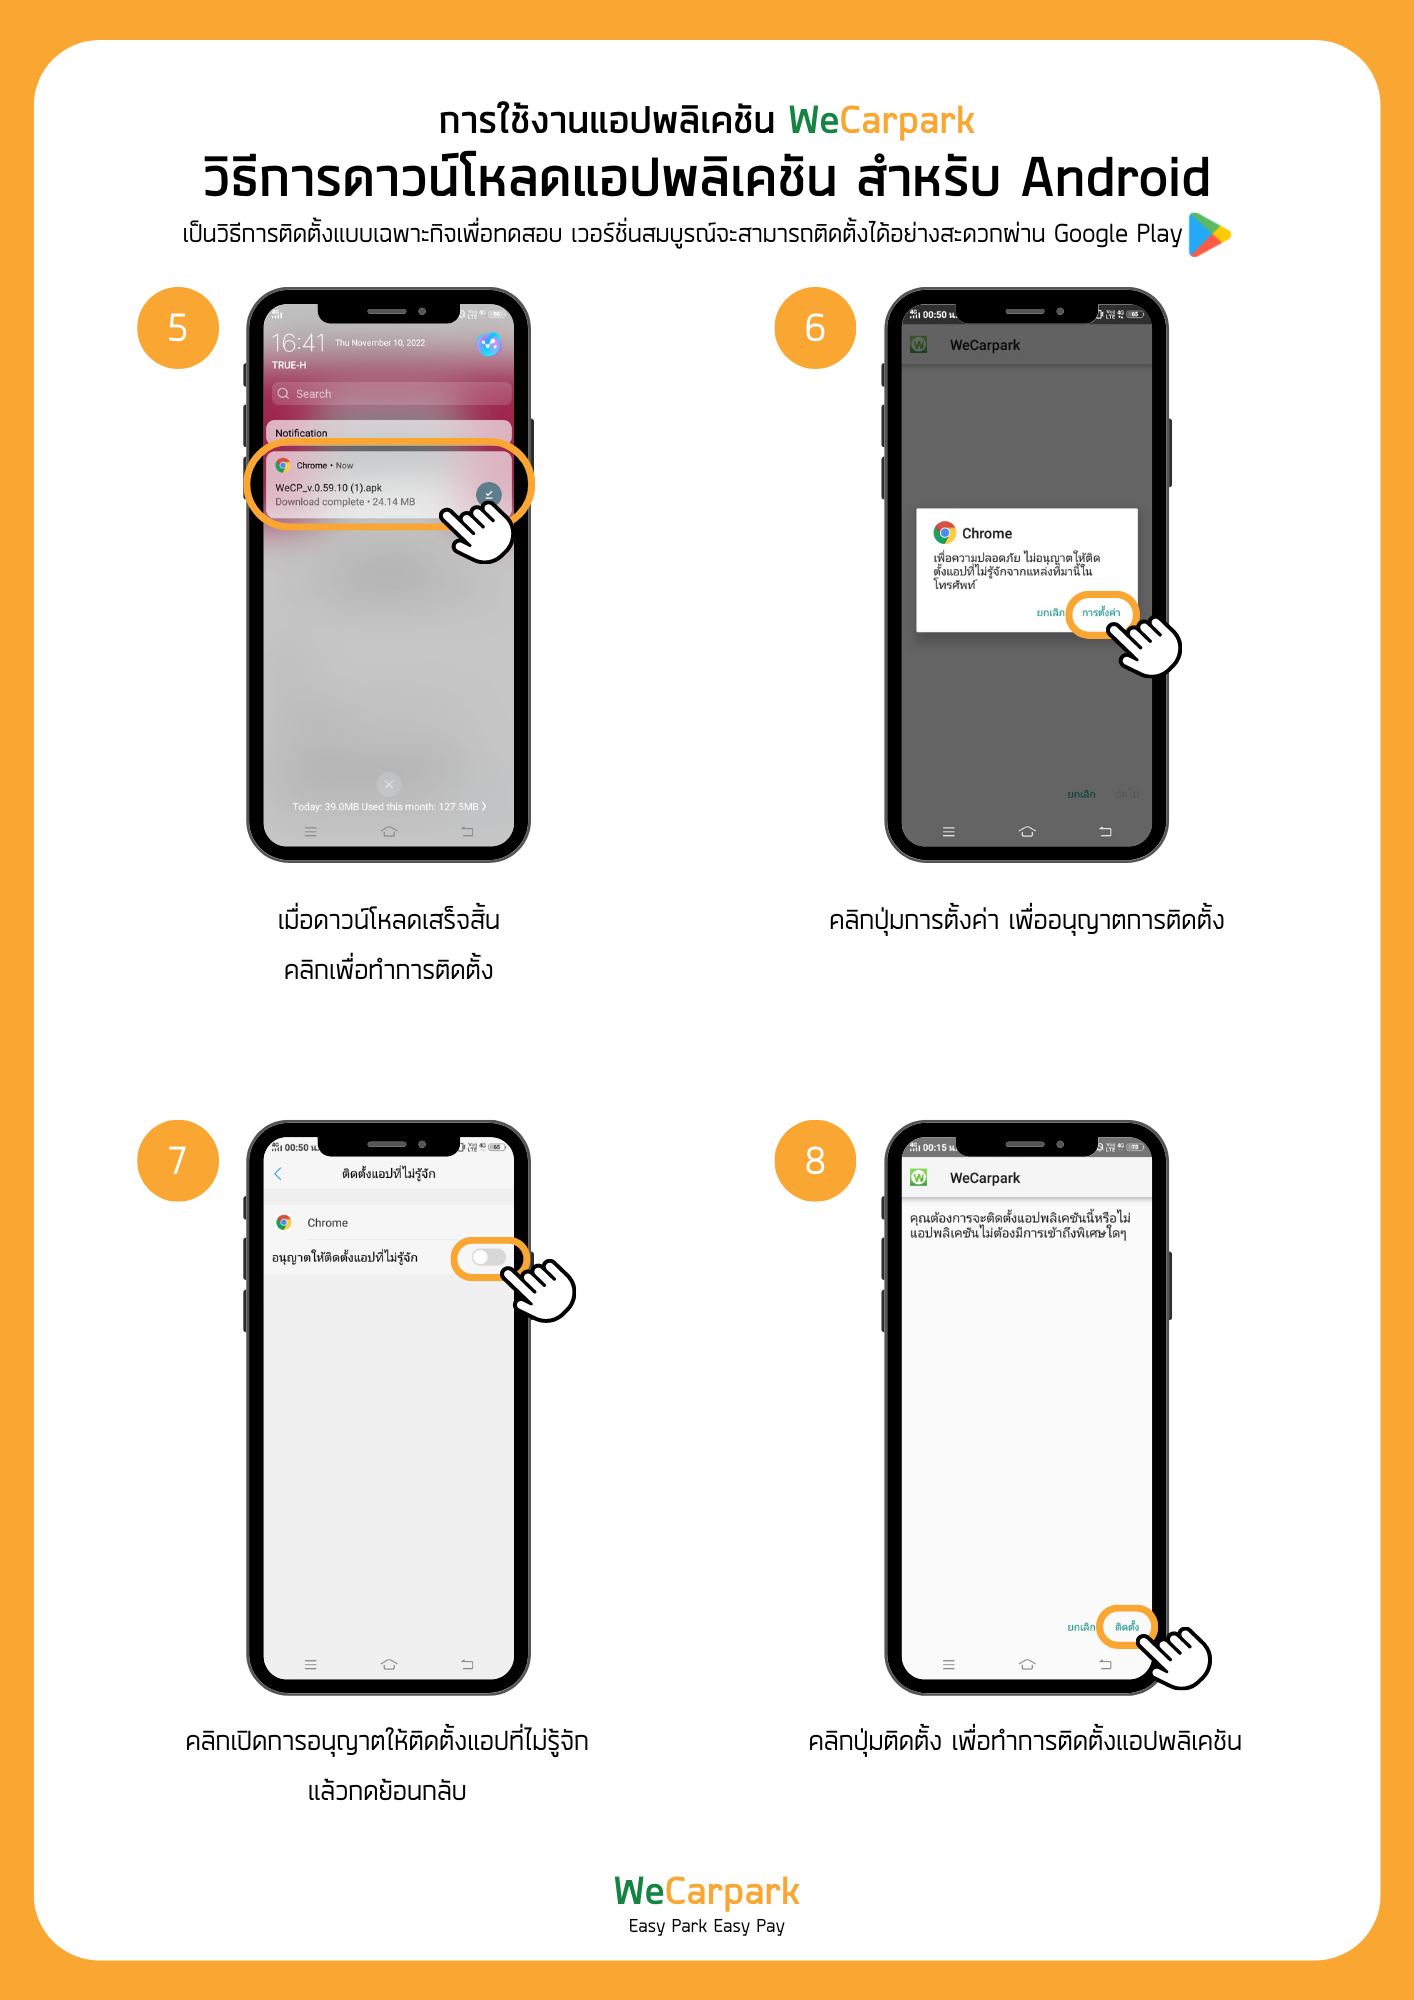 การใช้งานแอปพลิเคชัน WeCarpark
วิธีการดาวน์โหลดแอปพลิเคชัน สำหรับ Android
เป็นวิธีการติดตั้งแบบเฉพาะกิจเพื่อทดสอบ เวอร์ชั่นสมบูรณ์จะสามารถติดตั้งได้อย่างสะดวกผ่าน Google Play
5
16:41 Thu November 10, 2022
TRUE-H
Search
Notification
Chrome • Now
WeCP_v.0.59.10 (1).apk
Download complete • 24.14 MB
Today: 39.0MB Used this month: 127.5MB
เมื่อดาวน์โหลดเสร็จสิ้น
คลิกเพื่อทำการติดตั้ง
6
00:50
WeCarpark
Chrome
เพื่อความปลอดภัย ไม่อนุญาตให้ติด
ตั้งแอปที่ไม่รู้จักจากแหล่งที่มานี้ใน
โทรศัพท์
ยกเลิก การตั้งค่า
ยกเลิก ถัดไป
คลิกปุ่มการตั้งค่า เพื่ออนุญาตการติดตั้ง
7
00:50
ติดตั้งแอปที่ไม่รู้จัก
Chrome
อนุญาตให้ติดตั้งแอปที่ไม่รู้จัก
คลิกเปิดการอนุญาตให้ติดตั้งแอปที่ไม่รู้จัก
แล้วกดย้อนกลับ
8
00:15
WeCarpark
คุณต้องการจะติดตั้งแอปพลิเคชันนี้หรือไม่
แอปพลิเคชันไม่ต้องมีการเข้าถึงพิเศษใดๆ
ยกเลิก ติดตั้ง
คลิกปุ่มติดตั้ง เพื่อทำการติดตั้งแอปพลิเคชัน
WeCarpark
Easy Park Easy Pay